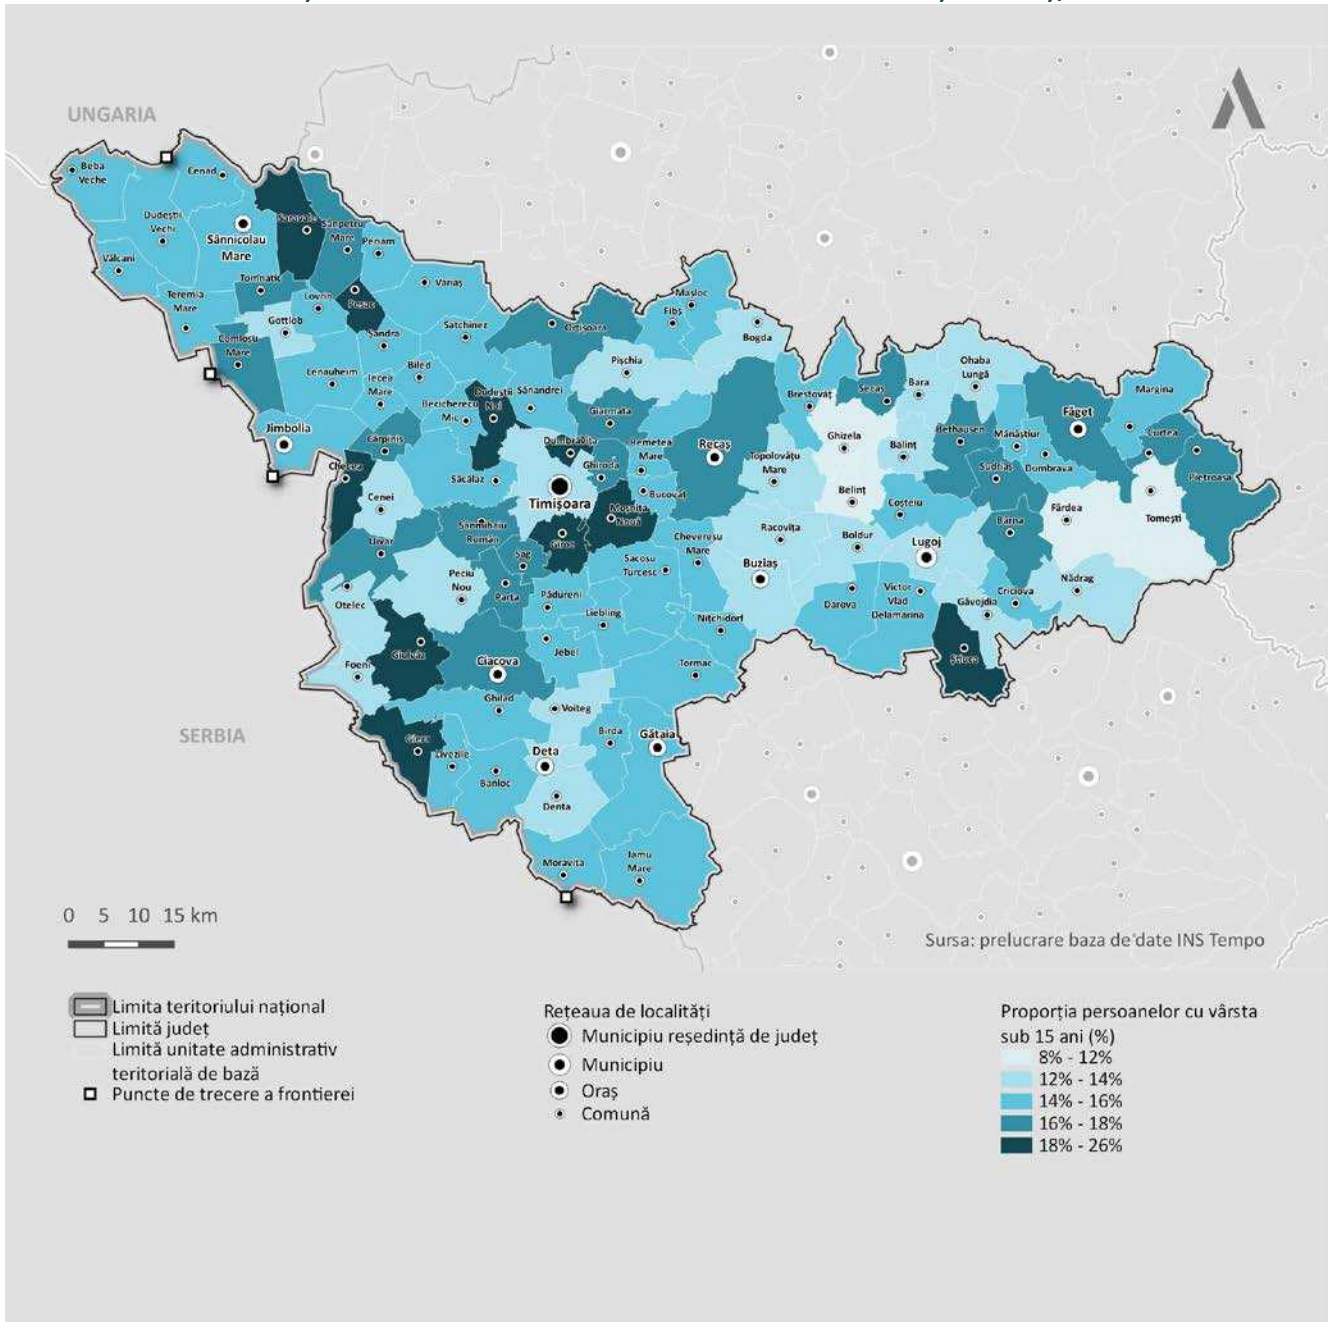 UNGARIA
Beba
Veche
Cenad
Dudeștii
Vechi
Sânnicolau
Mare
Saravale
Sânpetru
Mare
Periam
Vălcani
Tomnatic
Variaș
Teremia
Mare
Lovrin
Pesac
Gottlob
Șandra
Satchinez
Orțișoara
Mașloc
Fibiș
Bogda
Comloșu
Mare
Lenauheim
Iecea
Mare
Biled
Pișchia
Ohaba
Lungă
Becicherecu
Mic
Dudeștii
Noi
Sânandrei
Brestovăț
Secaș
Bara
Margina
Jimbolia
Cărpiniș
Giarmata
Făget
Dumbrăvița
Ghiroda
Remetea
Mare
Recaș
Ghizela
Balinț
Bethausen
Mănăștiur
Dumbrava
Curtea
Pietroasa
Checea
Cenei
Săcălaz
Timișoara
Bucovăț
Topolovățu
Mare
Belinț
Sudriaș
Coșteiu
Fârdea
Tomești
Uivar
Sânmihaiu
Român
Giroc
Moșnița
Nouă
Racovița
Boldur
Lugoj
Bârna
Șag
Chevereșu
Mare
Sacoșu
Turcesc
Buziaș
Nădrag
Otelec
Peciu
Nou
Parța
Pădureni
Liebling
Nițchidorf
Darova
Victor
Vlad
Delamarina
Găvojdia
Criciova
Foeni
Giulvăz
Ciacova
Jebel
Tormac
Știuca
Ghilad
Voiteg
SERBIA
Giera
Livezile
Banloc
Deta
Birda
Gătaia
Denta
Moravița
Jamu
Mare
0 5 10 15 km
Sursa: prelucrare baza de date INS Tempo
Limita teritoriului național
Limită județ
Limită unitate administrativ
teritorială de bază
Puncte de trecere a frontierei
Rețeaua de localități
Municipiu reședință de județ
Municipiu
Oraș
Comună
Proporția persoanelor cu vârsta
sub 15 ani (%)
8% - 12%
12% - 14%
14% - 16%
16% - 18%
18% - 26%